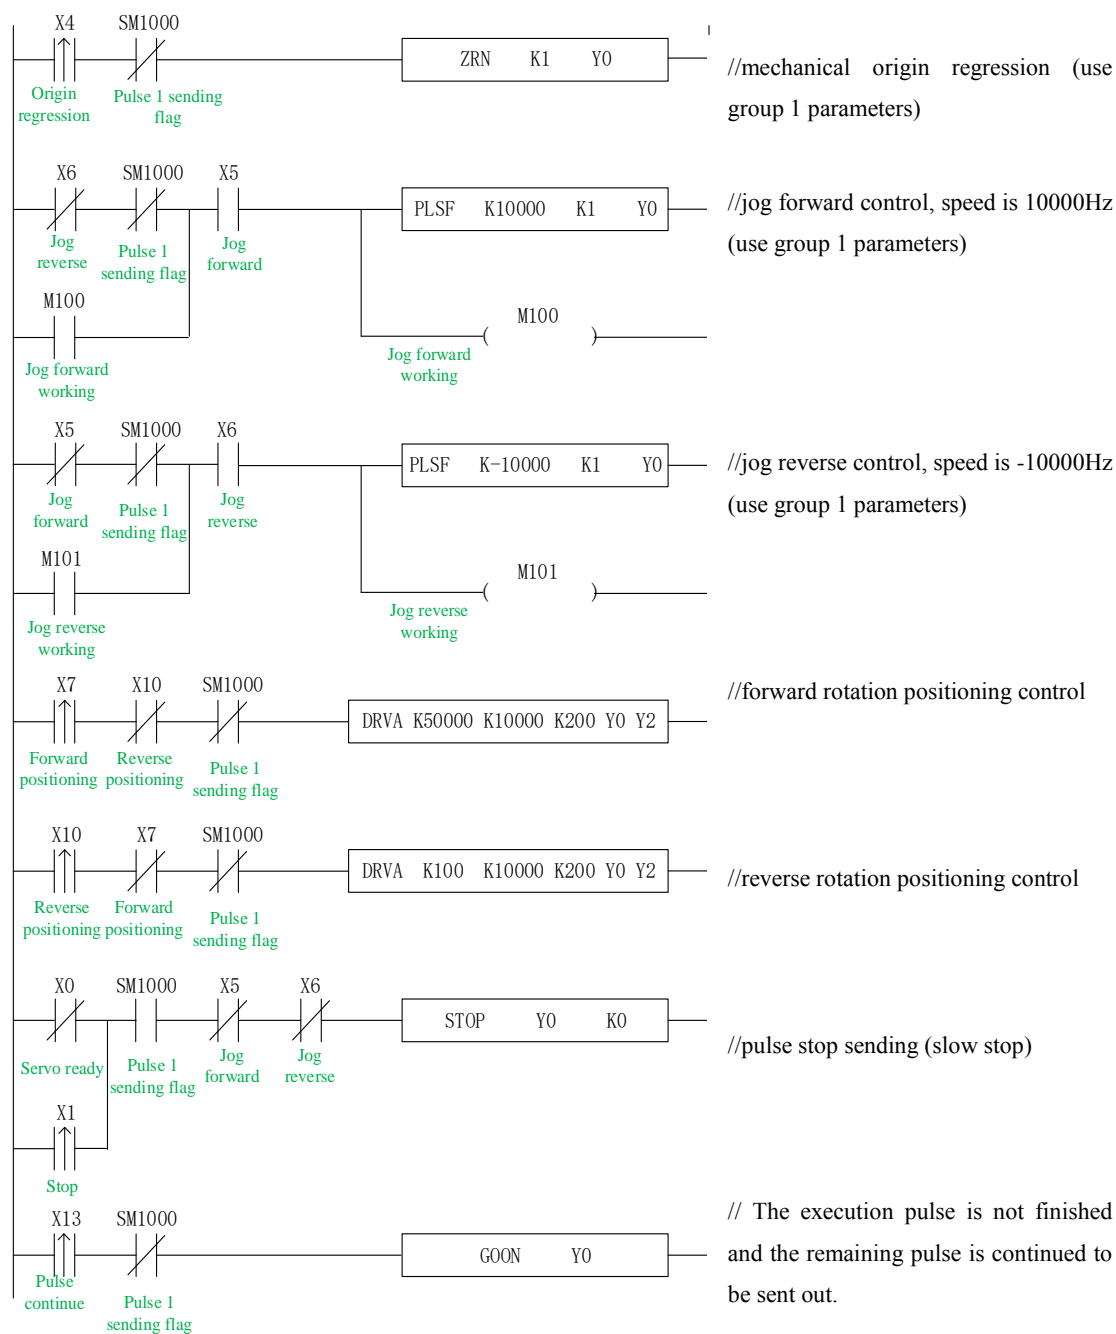 X4 SM1000
ZRN K1 Y0
Origin regression
Pulse 1 sending flag
//mechanical origin regression (use
group 1 parameters)
X6 SM1000 X5
PLSF K10000 K1 Y0
Jog reverse
Pulse 1 sending flag
Jog forward
//jog forward control, speed is 10000Hz
(use group 1 parameters)
M100
M100
( )
Jog forward working
Jog forward working
X5 SM1000 X6
PLSF K-10000 K1 Y0
Jog forward
Pulse 1 sending flag
Jog reverse
//jog reverse control, speed is -10000Hz
(use group 1 parameters)
M101
M101
( )
Jog reverse working
Jog reverse working
X7 X10 SM1000
DRVA K50000 K10000 K200 Y0 Y2
Forward positioning
Reverse positioning
Pulse 1 sending flag
//forward rotation positioning control
X10 X7 SM1000
DRVA K100 K10000 K200 Y0 Y2
Reverse positioning
Forward positioning
Pulse 1 sending flag
//reverse rotation positioning control
X0 SM1000 X5 X6
STOP Y0 K0
Servo ready
Pulse 1 sending flag
Jog forward
Jog reverse
//pulse stop sending (slow stop)
X1
Stop
X13 SM1000
GOON Y0
Pulse continue
Pulse 1 sending flag
// The execution pulse is not finished
and the remaining pulse is continued to
be sent out.